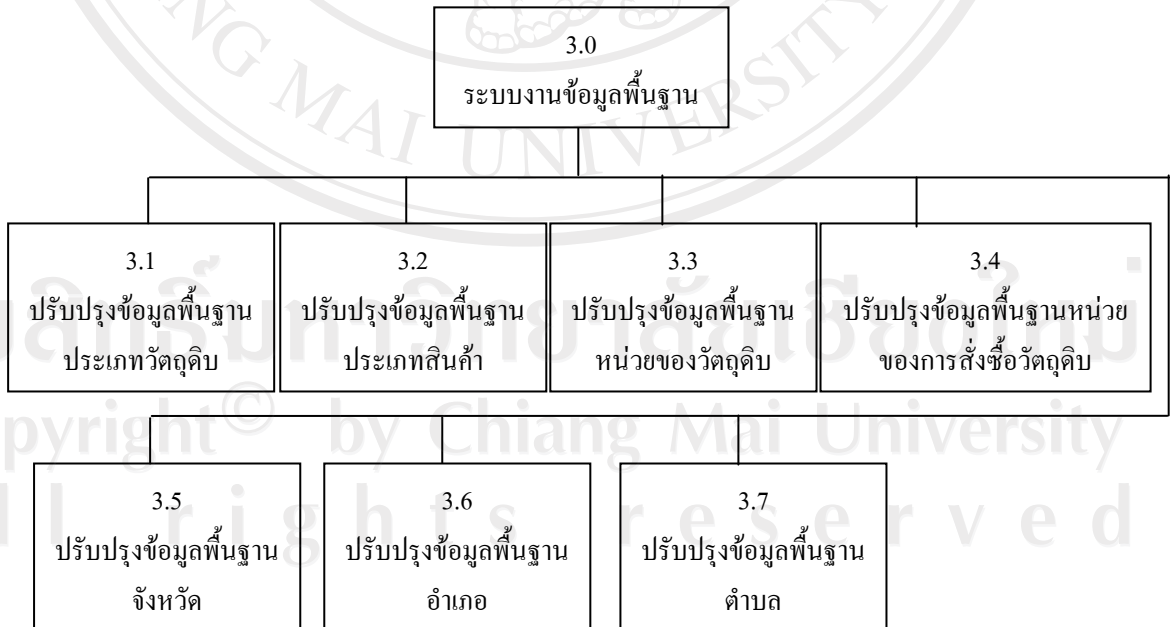 3.0
ระบบงานข้อมูลพื้นฐาน
MAI UNIVERSITY
3.1
ปรับปรุงข้อมูลพื้นฐาน
ประเภทวัตถุดิบ
3.2
ปรับปรุงข้อมูลพื้นฐาน
ประเภทสินค้า
3.3
ปรับปรุงข้อมูลพื้นฐาน
หน่วยของวัตถุดิบ
3.4
ปรับปรุงข้อมูลพื้นฐานหน่วย
ของการสั่งซื้อวัตถุดิบ
pyright© by Chiang Mai University
3.5
ปรับปรุงข้อมูลพื้นฐาน
จังหวัด
3.6
ปรับปรุงข้อมูลพื้นฐาน
อำเภอ
3.7
ปรับปรุงข้อมูลพื้นฐาน
ตำบล
l rights reserved